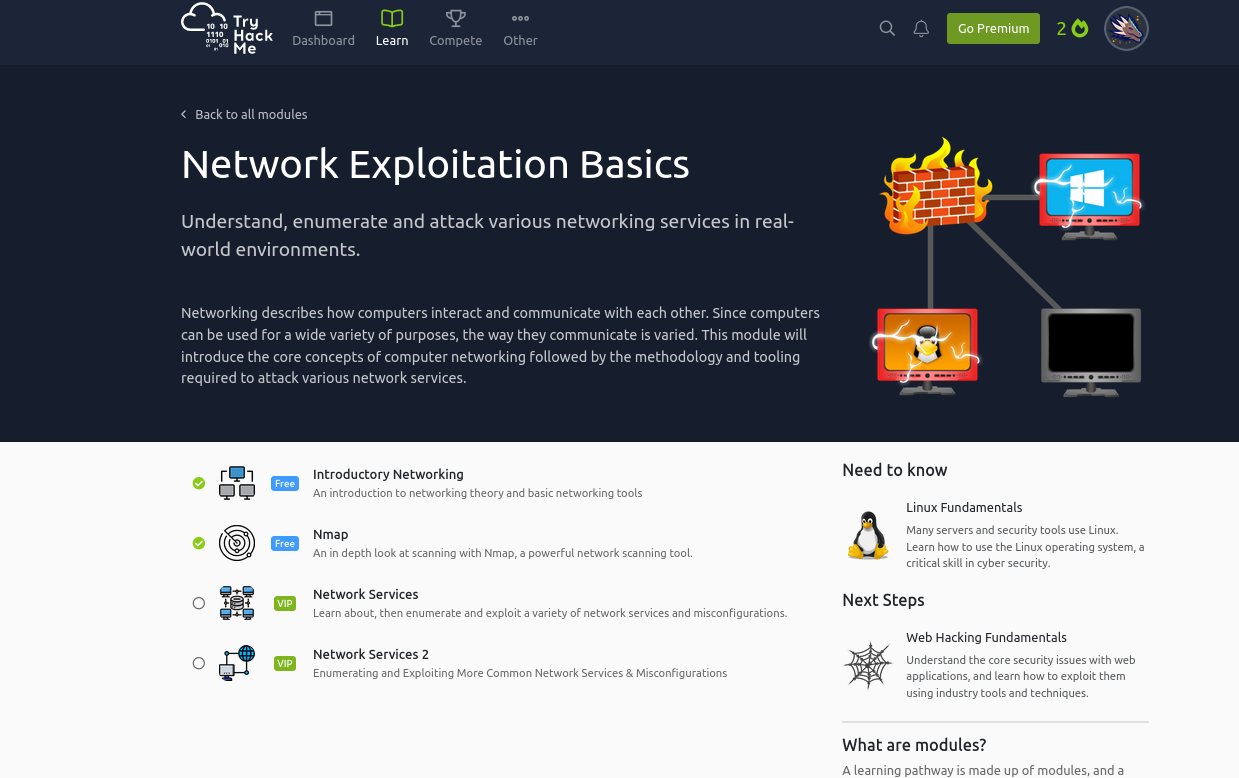 Try
Hack
Me
10 10
1110
0101 01
Dashboard
Learn
Compete
Other
Go Premium
2
Back to all modules
Network Exploitation Basics
Understand, enumerate and attack various networking services in real-
world environments.
Networking describes how computers interact and communicate with each other. Since computers
can be used for a wide variety of purposes, the way they communicate is varied. This module will
introduce the core concepts of computer networking followed by the methodology and tooling
required to attack various network services.
Free
Introductory Networking
An introduction to networking theory and basic networking tools
Free
Nmap
An in depth look at scanning with Nmap, a powerful network scanning tool.
VIP
Network Services
Learn about, then enumerate and exploit a variety of network services and misconfigurations.
VIP
Network Services 2
Enumerating and Exploiting More Common Network Services & Misconfigurations
Need to know
Linux Fundamentals
Many servers and security tools use Linux.
Learn how to use the Linux operating system, a
critical skill in cyber security.
Next Steps
Web Hacking Fundamentals
Understand the core security issues with web
applications, and learn how to exploit them
using industry tools and techniques.
What are modules?
A learning pathway is made up of modules, and a